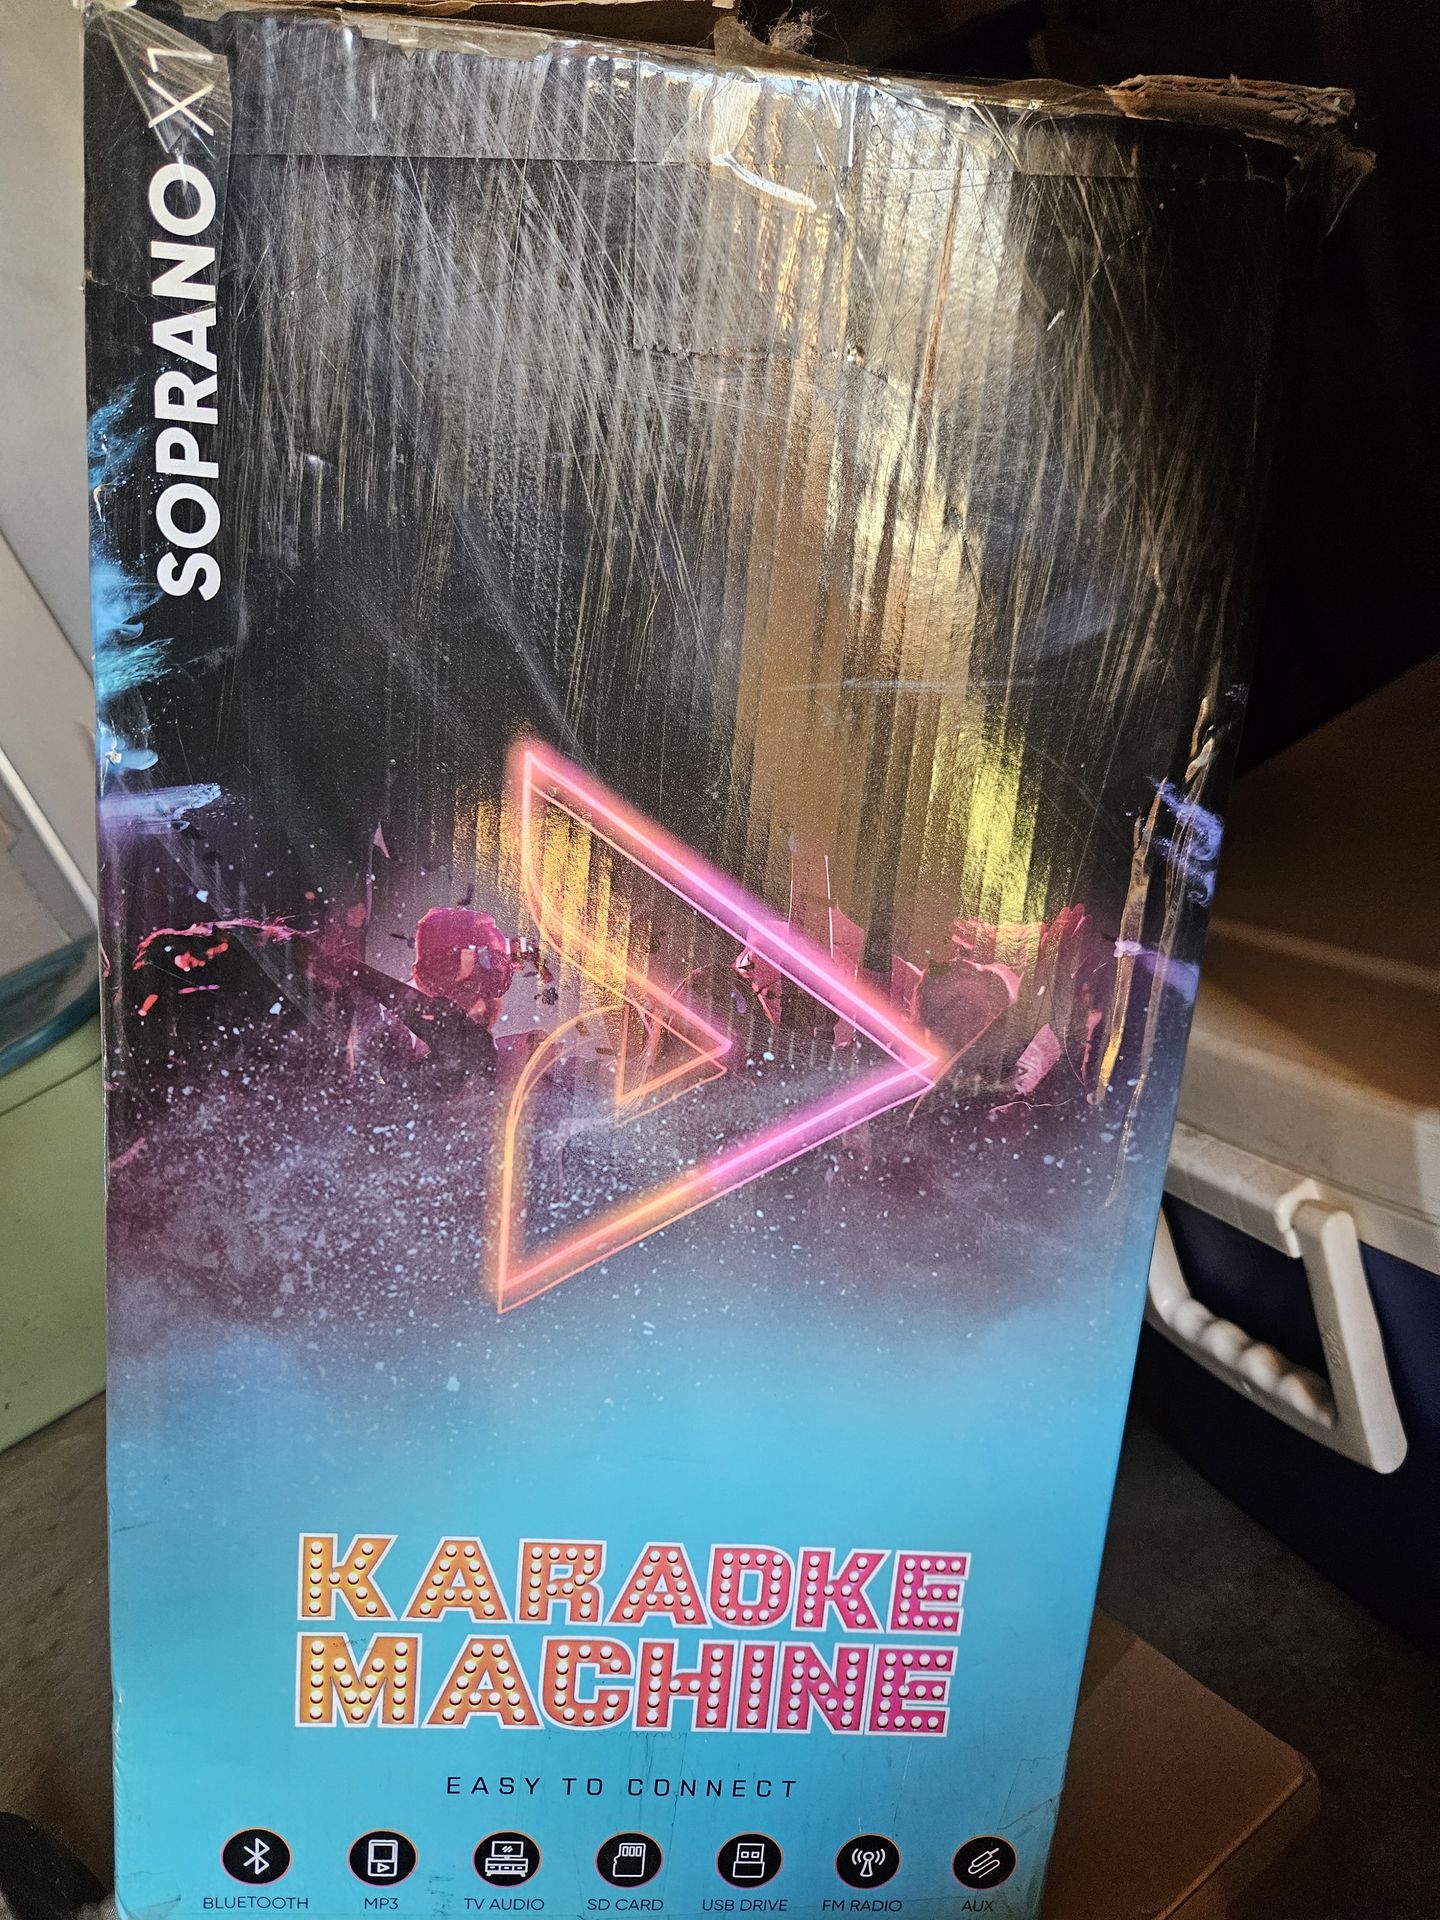 SOPRANO X1
KARAOKE
MACHINE
EASY TO CONNECT
BLUETOOTH MP3 TV AUDIO SD CARD USB DRIVE FM RADIO AUX